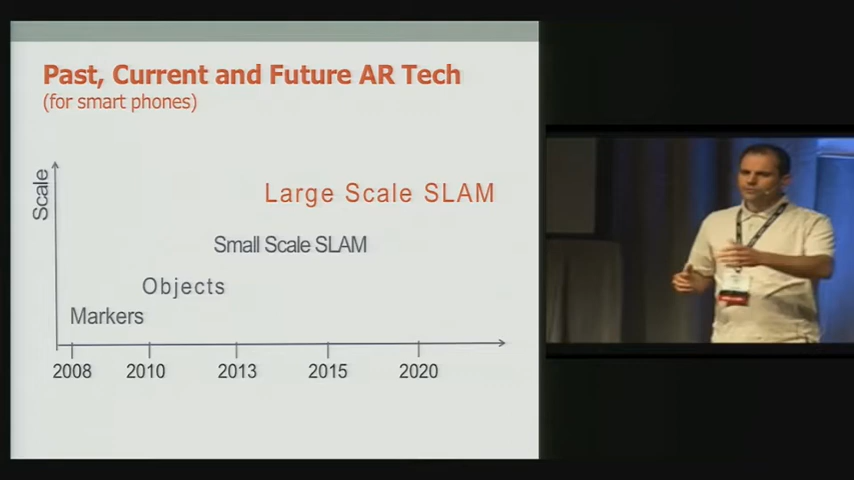 Past, Current and Future AR Tech
(for smart phones)
Scale
Large Scale SLAM
Small Scale SLAM
Objects
Markers
2008 2010 2013 2015 2020